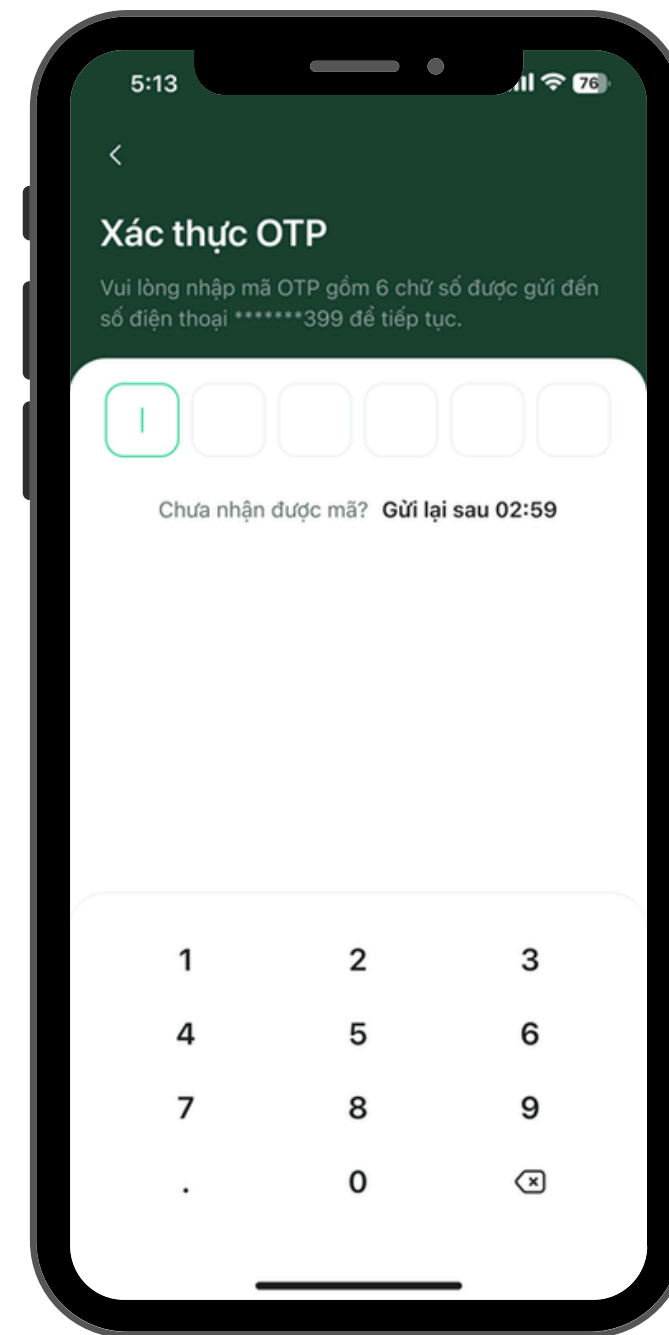 5:13
76
Xác thực OTP
Vui lòng nhập mã OTP gồm 6 chữ số được gửi đến
số điện thoại *******399 để tiếp tục.
Chưa nhận được mã? Gửi lại sau 02:59
1 2 3
4 5 6
7 8 9
. 0